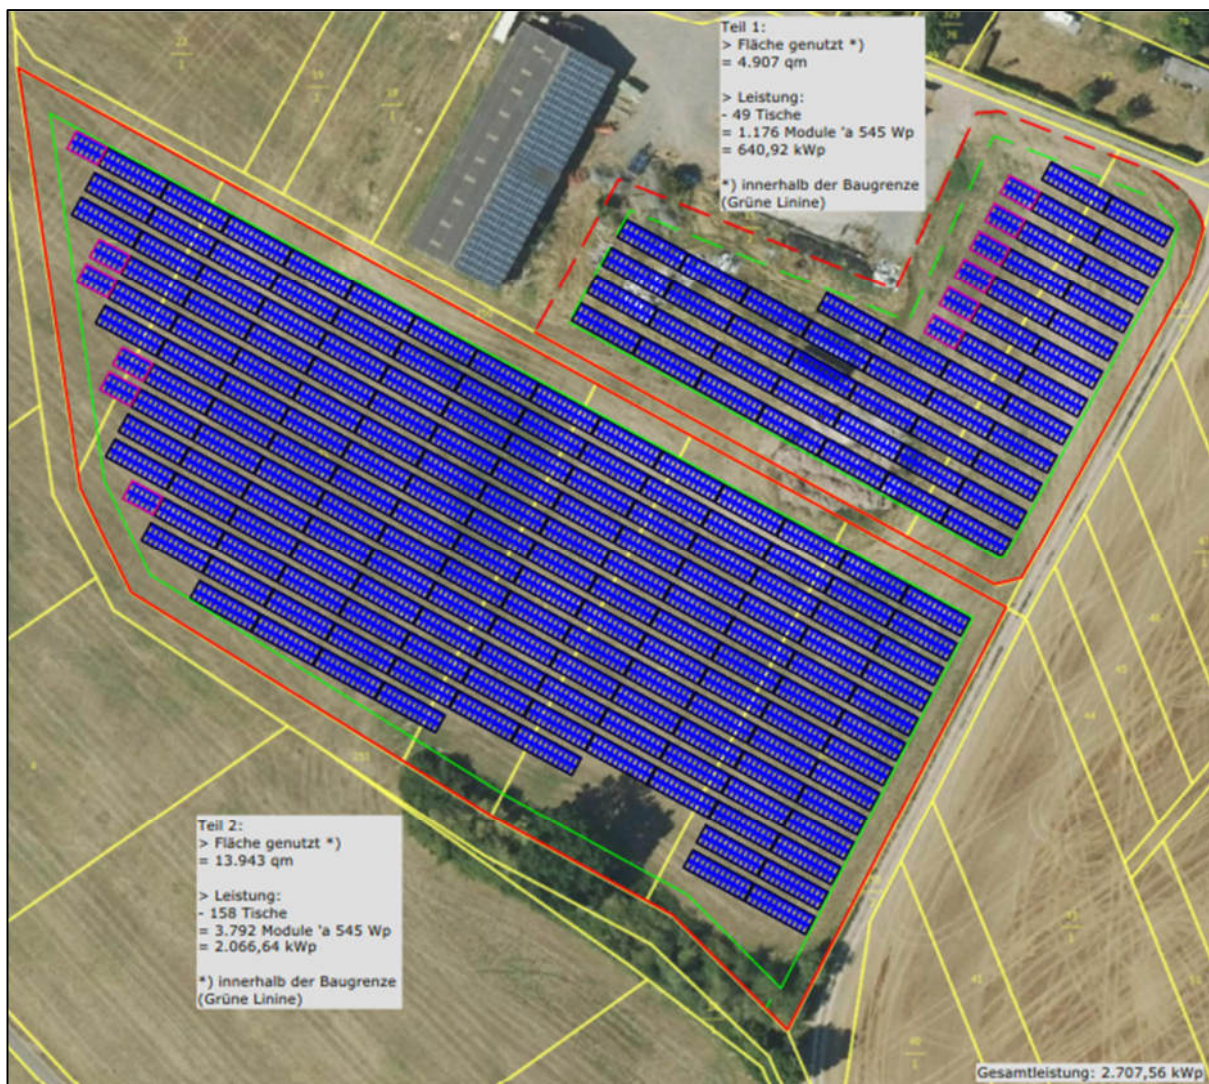 Teil 1:
> Fläche genutzt *)
= 4.907 qm
> Leistung:
- 49 Tische
= 1.176 Module 'a 545 Wp
= 640,92 kWp
*) innerhalb der Baugrenze
(Grüne Linine)
Teil 2:
> Fläche genutzt *)
= 13.943 qm
> Leistung:
- 158 Tische
= 3.792 Module 'a 545 Wp
= 2.066,64 kWp
*) innerhalb der Baugrenze
(Grüne Linine)
44
41
Gesamtleistung: 2.707,56 kWp